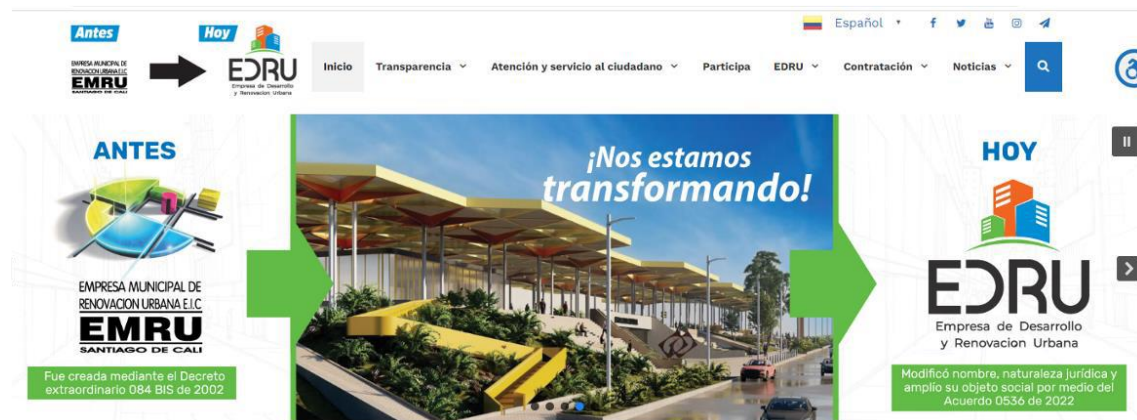 Español
Antes
Hoy
EMPRESA MUNICIPAL DE
RENOVACION URBANA E.I.C
EMRU
SANTIAGO DE CALI
EDRU
Empresa de Desarrollo
y Renovacion Urbana
Inicio Transparencia Atención y servicio al ciudadano Participa EDRU Contratación Noticias
ANTES
EMPRESA MUNICIPAL DE
RENOVACION URBANA E.I.C
EMRU
SANTIAGO DE CALI
Fue creada mediante el Decreto
extraordinario 084 BIS de 2002
¡Nos estamos
transformando!
HOY
EDRU
Empresa de Desarrollo
y Renovacion Urbana
Modificó nombre, naturaleza jurídica y
amplio su objeto social por medio del
Acuerdo 0536 de 2022